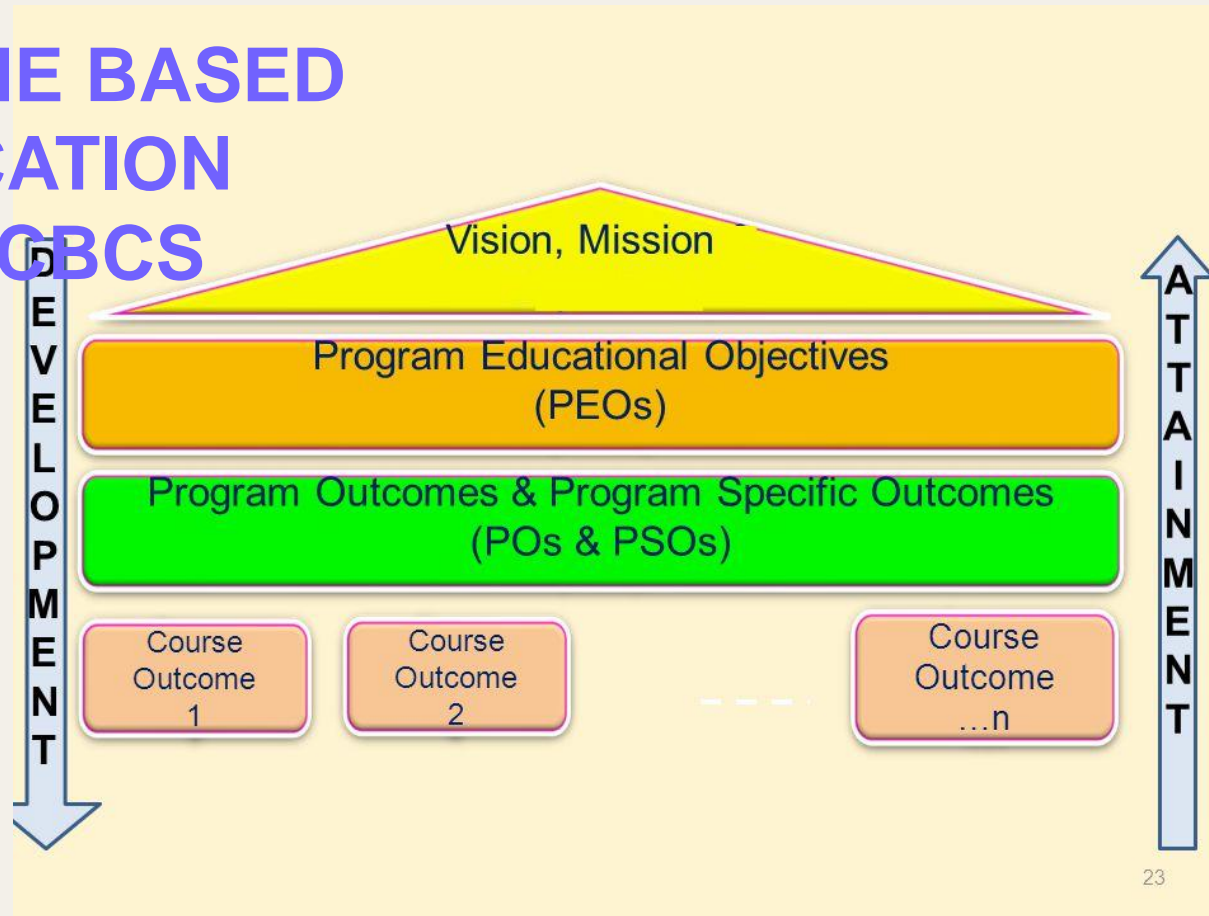 IE BASED
CATION
CBCS
DEVELOPMENT
Vision, Mission
Program Educational Objectives
(PEOs)
Program Outcomes & Program Specific Outcomes
(POs & PSOs)
Course
Outcome
1
Course
Outcome
2
Course
Outcome
...n
ATTAINMENT
23